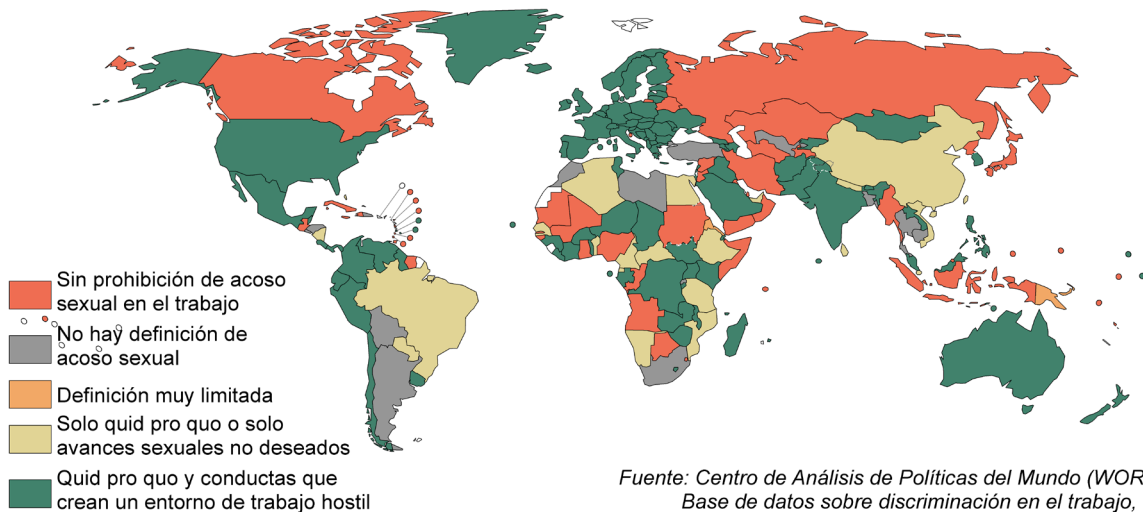 Sin prohibición de acoso
sexual en el trabajo
No hay definición de
acoso sexual
Definición muy limitada
Solo quid pro quo o solo
avances sexuales no deseados
Quid pro quo y conductas que
crean un entorno de trabajo hostil
Fuente: Centro de Análisis de Políticas del Mundo (WOR
Base de datos sobre discriminación en el trabajo,